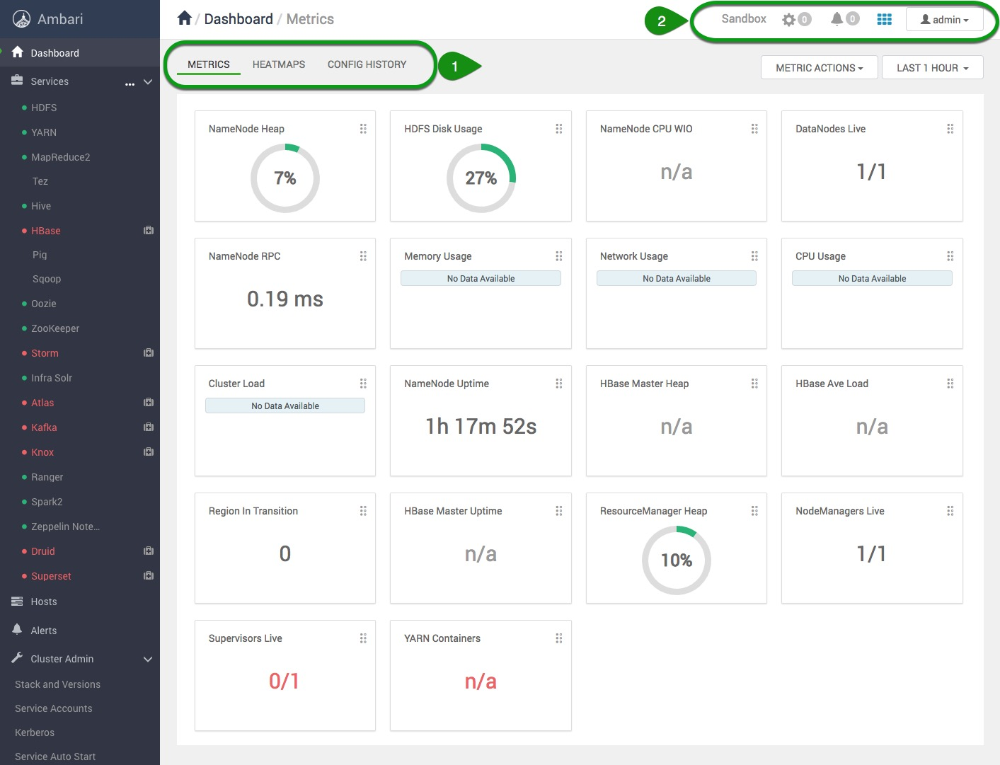 Ambari
Dashboard
Services
...
HDFS
YARN
MapReduce2
Tez
Hive
HBase
Pig
Sqoop
Oozie
ZooKeeper
Storm
Infra Solr
Atlas
Kafka
Knox
Ranger
Spark2
Zeppelin Note...
Druid
Superset
Hosts
Alerts
Cluster Admin
Stack and Versions
Service Accounts
Kerberos
Service Auto Start
/ Dashboard / Metrics
2
Sandbox 0 0 admin
METRICS HEATMAPS CONFIG HISTORY
1
METRIC ACTIONS LAST 1 HOUR
NameNode Heap
7%
HDFS Disk Usage
27%
NameNode CPU WIO
n/a
DataNodes Live
1/1
NameNode RPC
0.19 ms
Memory Usage
No Data Available
Network Usage
No Data Available
CPU Usage
No Data Available
Cluster Load
No Data Available
NameNode Uptime
1h 17m 52s
HBase Master Heap
n/a
HBase Ave Load
n/a
Region In Transition
0
HBase Master Uptime
n/a
ResourceManager Heap
10%
NodeManagers Live
1/1
Supervisors Live
0/1
YARN Containers
n/a